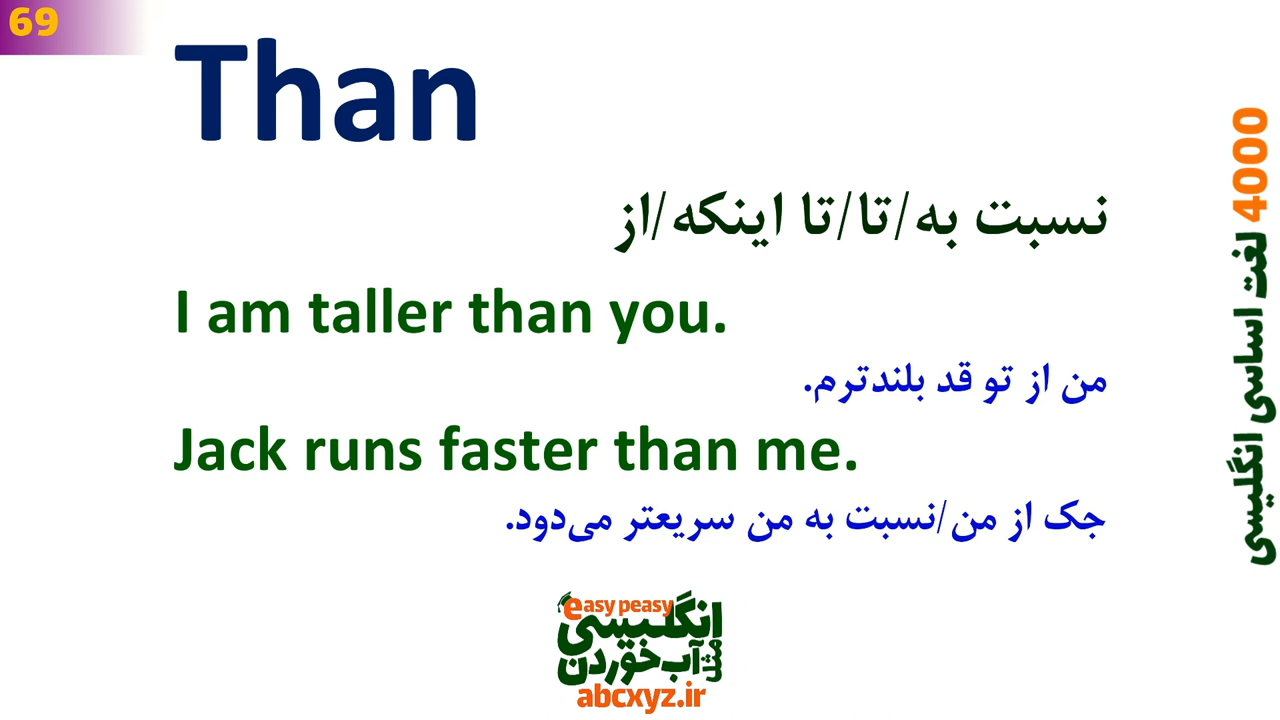 69
Than
نسبت به/تا/تا اینکه/از
I am taller than you.
من از تو قد بلندترم.
Jack runs faster than me.
جک از من/نسبت به من سریعتر می‌دود.
4000 لغت اساسی انگلیسی
easy peasy
انگلیسی
مثل آب خوردن
abcxyz.ir